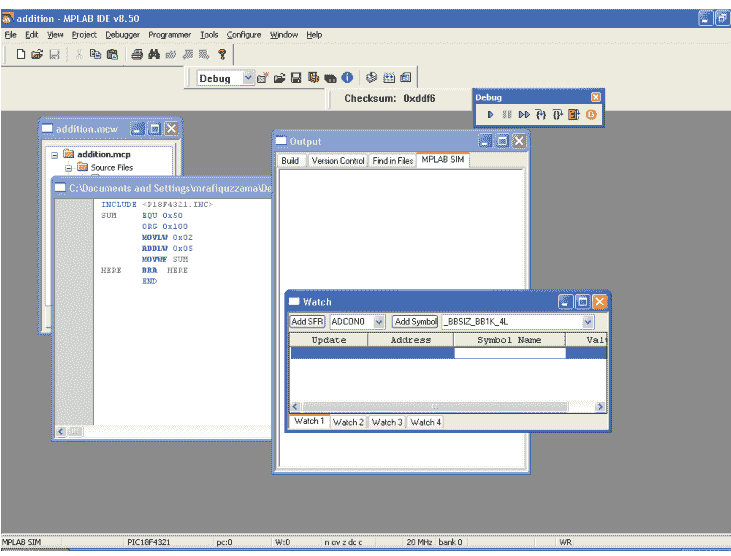 addition - MPLAB IDE v8.50
File Edit View Project Debugger Programmer Tools Configure Window Help
Debug
Checksum: 0xddf6
Debug
addition.mcw
addition.mcp
Source Files
Output
Build Version Control Find in Files MPLAB SIM
C:\Documents and Settings\mrafiquzzama\De
INCLUDE <P18F4321.INC>
SUM EQU 0x50
ORG 0x100
MOVLW 0x02
ADDLW 0x05
MOVWF SUM
HERE BRA HERE
END
Watch
Add SFR ADCON0 Add Symbol _BBSIZ_BB1K_4L
Update Address Symbol Name Val
Watch 1 Watch 2 Watch 3 Watch 4
MPLAB SIM PIC18F4321 pc:0 W:0 n ov z dc c 20 MHz bank 0 WR